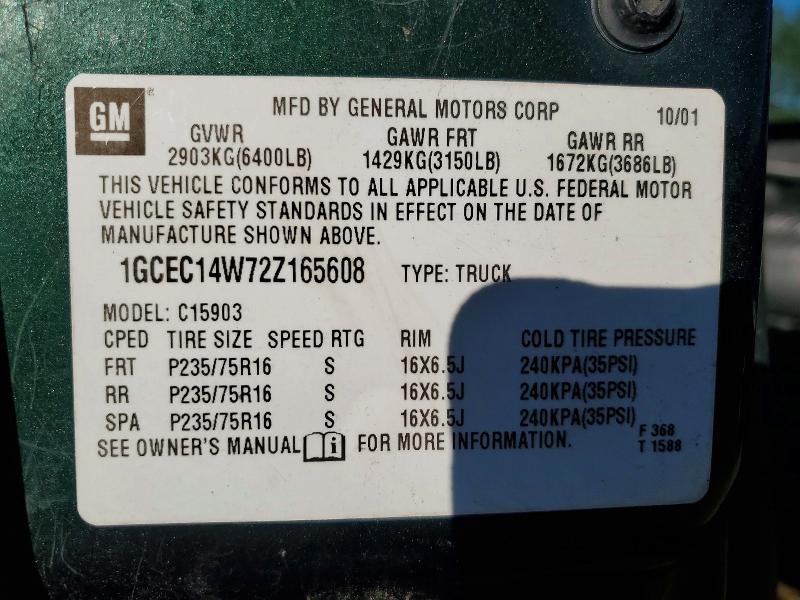 GM ® MFD BY GENERAL MOTORS CORP 10/01
GVWR GAWR FRT GAWR RR
2903KG(6400LB) 1429KG(3150LB) 1672KG(3686LB)
THIS VEHICLE CONFORMS TO ALL APPLICABLE U.S. FEDERAL MOTOR
VEHICLE SAFETY STANDARDS IN EFFECT ON THE DATE OF
MANUFACTURE SHOWN ABOVE.
1GCEC14W72Z165608 TYPE: TRUCK
MODEL: C15903
CPED TIRE SIZE SPEED RTG RIM COLD TIRE PRESSURE
FRT P235/75R16 S 16X6.5J 240KPA(35PSI)
RR P235/75R16 S 16X6.5J 240KPA(35PSI)
SPA P235/75R16 S 16X6.5J 240KPA(35PSI)
SEE OWNER'S MANUAL i FOR MORE INFORMATION.
F 368
T 1588